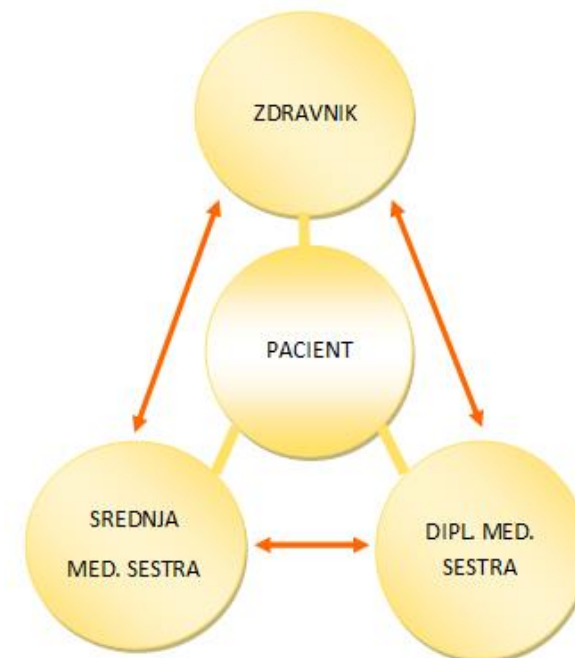 ZDRAVNIK
PACIENT
SREDNJA
MED. SESTRA
DIPL. MED.
SESTRA